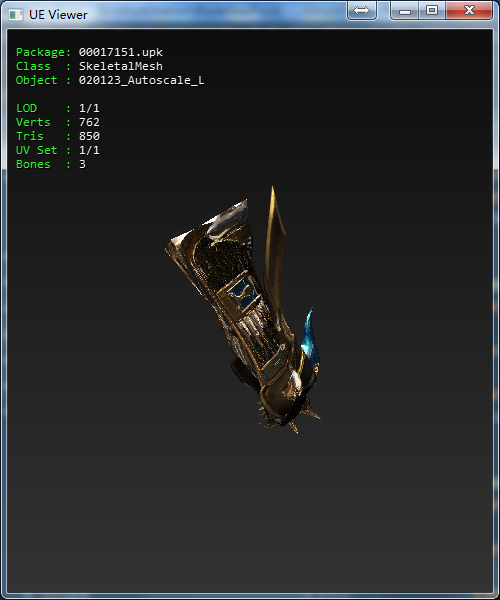 UE Viewer
Package: 00017151.upk
Class  : SkeletalMesh
Object : 020123_Autoscale_L
LOD    : 1/1
Verts  : 762
Tris   : 850
UV Set : 1/1
Bones  : 3